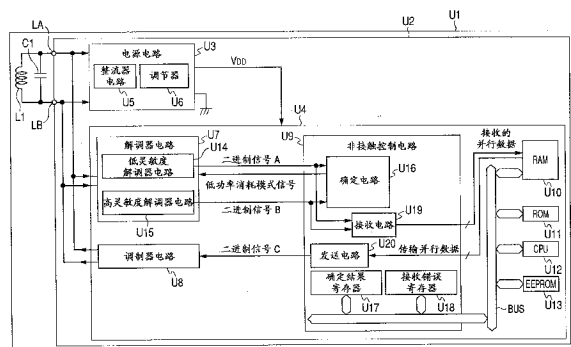 LA
U2
U1
C1
电源电路
U3
VDD
整流器
电路
调节器
U5
U6
L1
LB
U4
解调器电路
U7
U14
低灵敏度
解调器电路
高灵敏度解调器电路
U15
二进制信号 A
低功率消耗模式信号
二进制信号 B
U9
非接触控制电路
确定电路
U16
接收电路
U19
接收的
并行数据
RAM
U10
ROM
U11
CPU
U12
EEPROM
U13
调制器电路
U8
二进制信号 C
发送电路
U20
传输并行数据
确定结果
寄存器
U17
接收错误
寄存器
U18
BUS